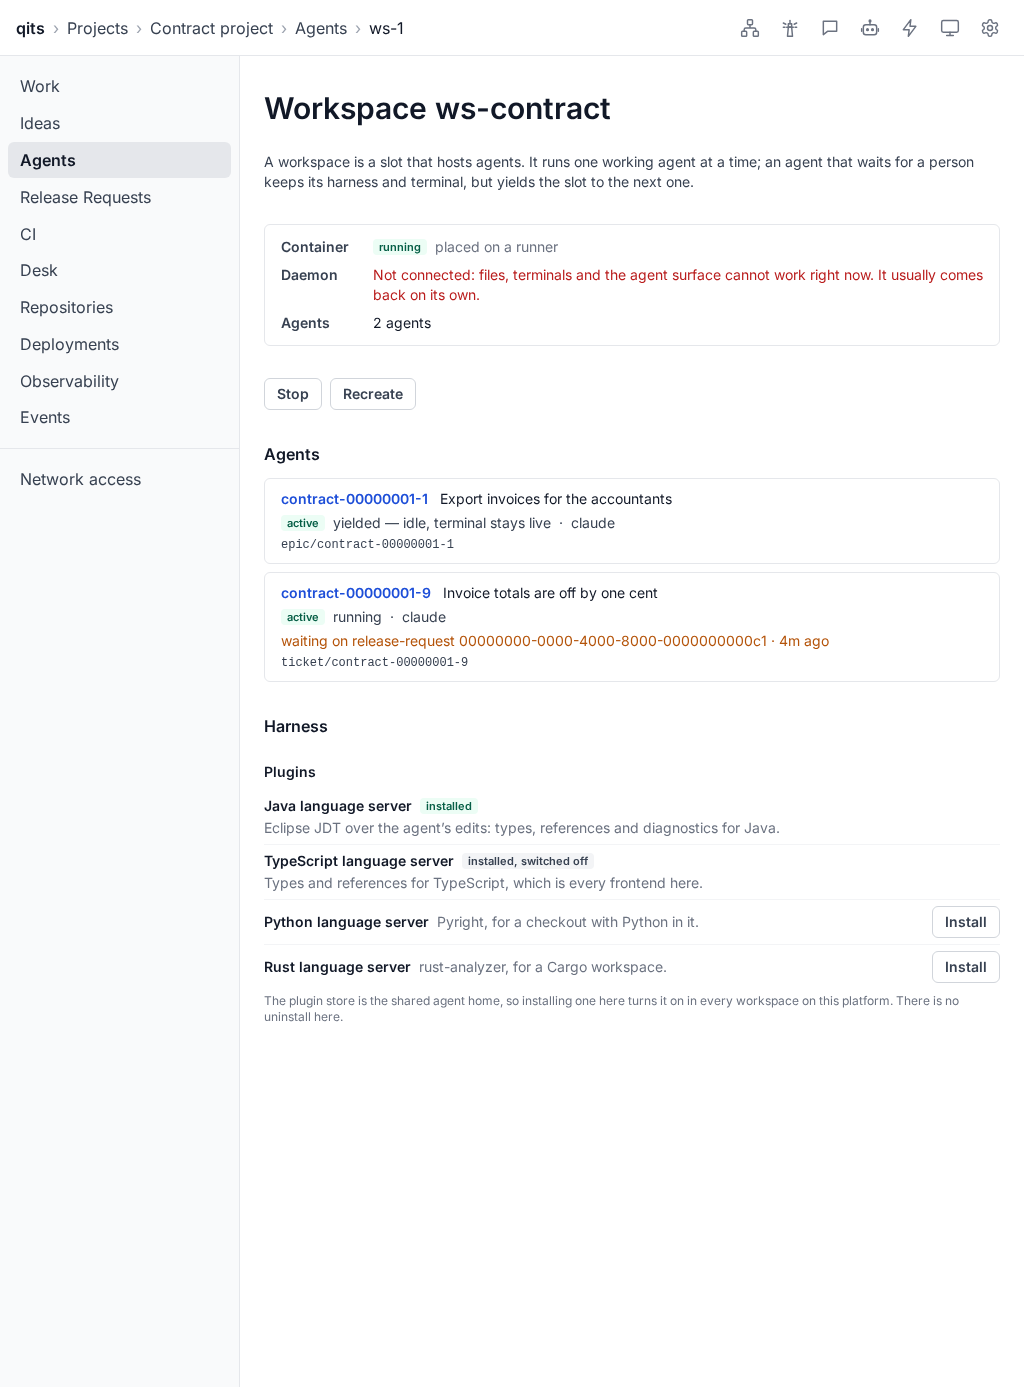 qits › Projects › Contract project › Agents › ws-1
Work
Ideas
Agents
Release Requests
CI
Desk
Repositories
Deployments
Observability
Events
Network access
Workspace ws-contract
A workspace is a slot that hosts agents. It runs one working agent at a time; an agent that waits for a person
keeps its harness and terminal, but yields the slot to the next one.
Container running placed on a runner
Daemon Not connected: files, terminals and the agent surface cannot work right now. It usually comes
back on its own.
Agents 2 agents
Stop Recreate
Agents
contract-00000001-1 Export invoices for the accountants
active yielded — idle, terminal stays live · claude
epic/contract-00000001-1
contract-00000001-9 Invoice totals are off by one cent
active running · claude
waiting on release-request 00000000-0000-4000-8000-0000000000c1 · 4m ago
ticket/contract-00000001-9
Harness
Plugins
Java language server installed
Eclipse JDT over the agent’s edits: types, references and diagnostics for Java.
TypeScript language server installed, switched off
Types and references for TypeScript, which is every frontend here.
Python language server Pyright, for a checkout with Python in it. Install
Rust language server rust-analyzer, for a Cargo workspace. Install
The plugin store is the shared agent home, so installing one here turns it on in every workspace on this platform. There is no
uninstall here.